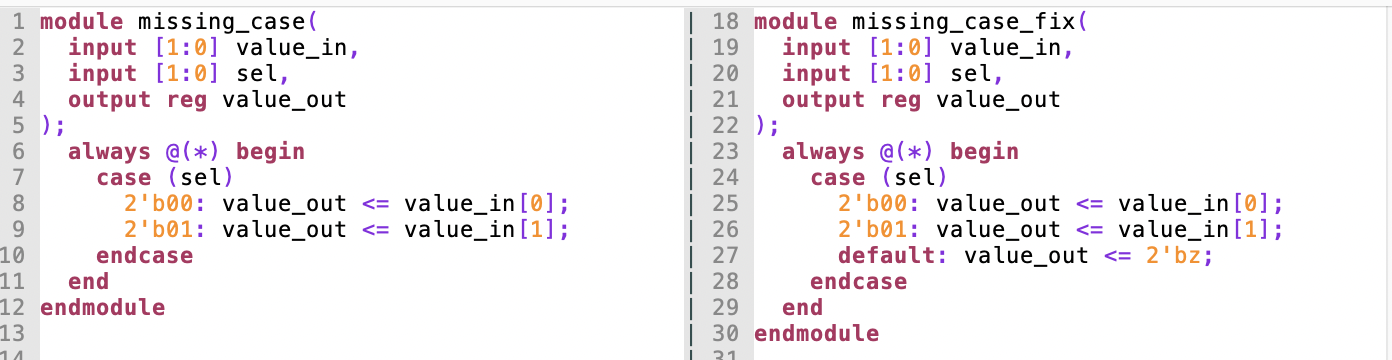 1 module missing_case(
2   input [1:0] value_in,
3   input [1:0] sel,
4   output reg value_out
5 );
6   always @(*) begin
7     case (sel)
8       2'b00: value_out <= value_in[0];
9       2'b01: value_out <= value_in[1];
10     endcase
11   end
12 endmodule
13
14
18 module missing_case_fix(
19   input [1:0] value_in,
20   input [1:0] sel,
21   output reg value_out
22 );
23   always @(*) begin
24     case (sel)
25       2'b00: value_out <= value_in[0];
26       2'b01: value_out <= value_in[1];
27       default: value_out <= 2'bz;
28     endcase
29   end
30 endmodule
31